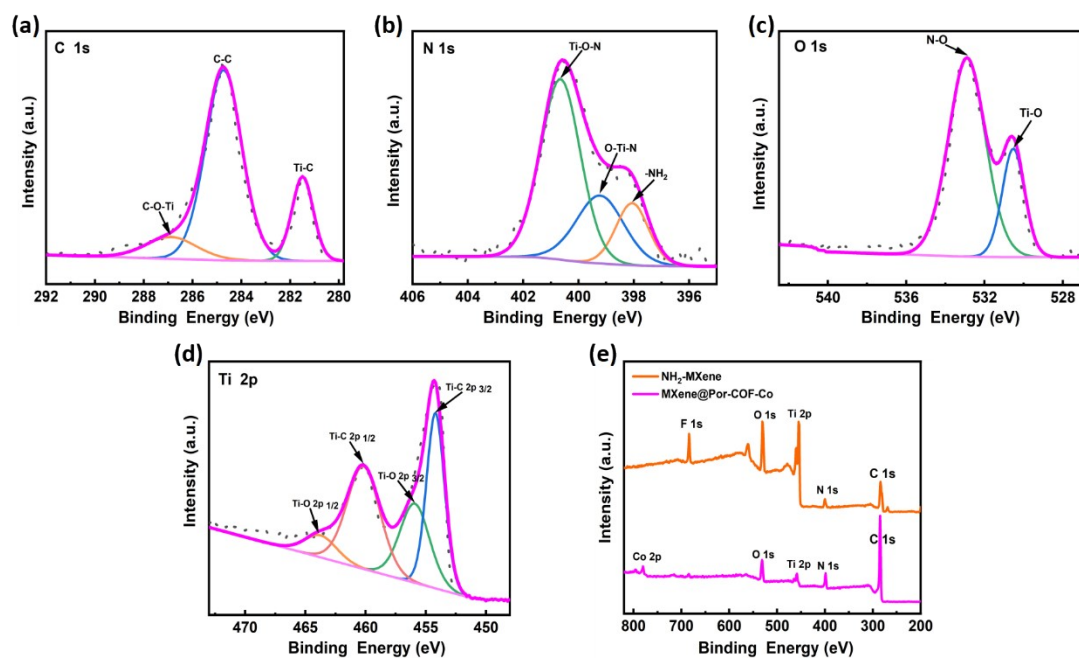 (a)
C 1s
C-C
Ti-C
C-O-Ti
Intensity (a.u.)
292 290 288 286 284 282 280
Binding Energy (eV)
(b)
N 1s
Ti-O-N
O-Ti-N
-NH2
Intensity (a.u.)
406 404 402 400 398 396
Binding Energy (eV)
(c)
O 1s
N-O
Ti-O
Intensity (a.u.)
540 536 532 528
Binding Energy (eV)
(d)
Ti 2p
Ti-C 2p 3/2
Ti-C 2p 1/2
Ti-O 2p 3/2
Ti-O 2p 1/2
Intensity (a.u.)
470 465 460 455 450
Binding Energy (eV)
(e)
NH2-MXene
MXene@Por-COF-Co
F 1s
O 1s
Ti 2p
N 1s
C 1s
Co 2p
O 1s
Ti 2p
N 1s
C 1s
Intensity (a.u.)
800 700 600 500 400 300 200
Binding Energy (eV)